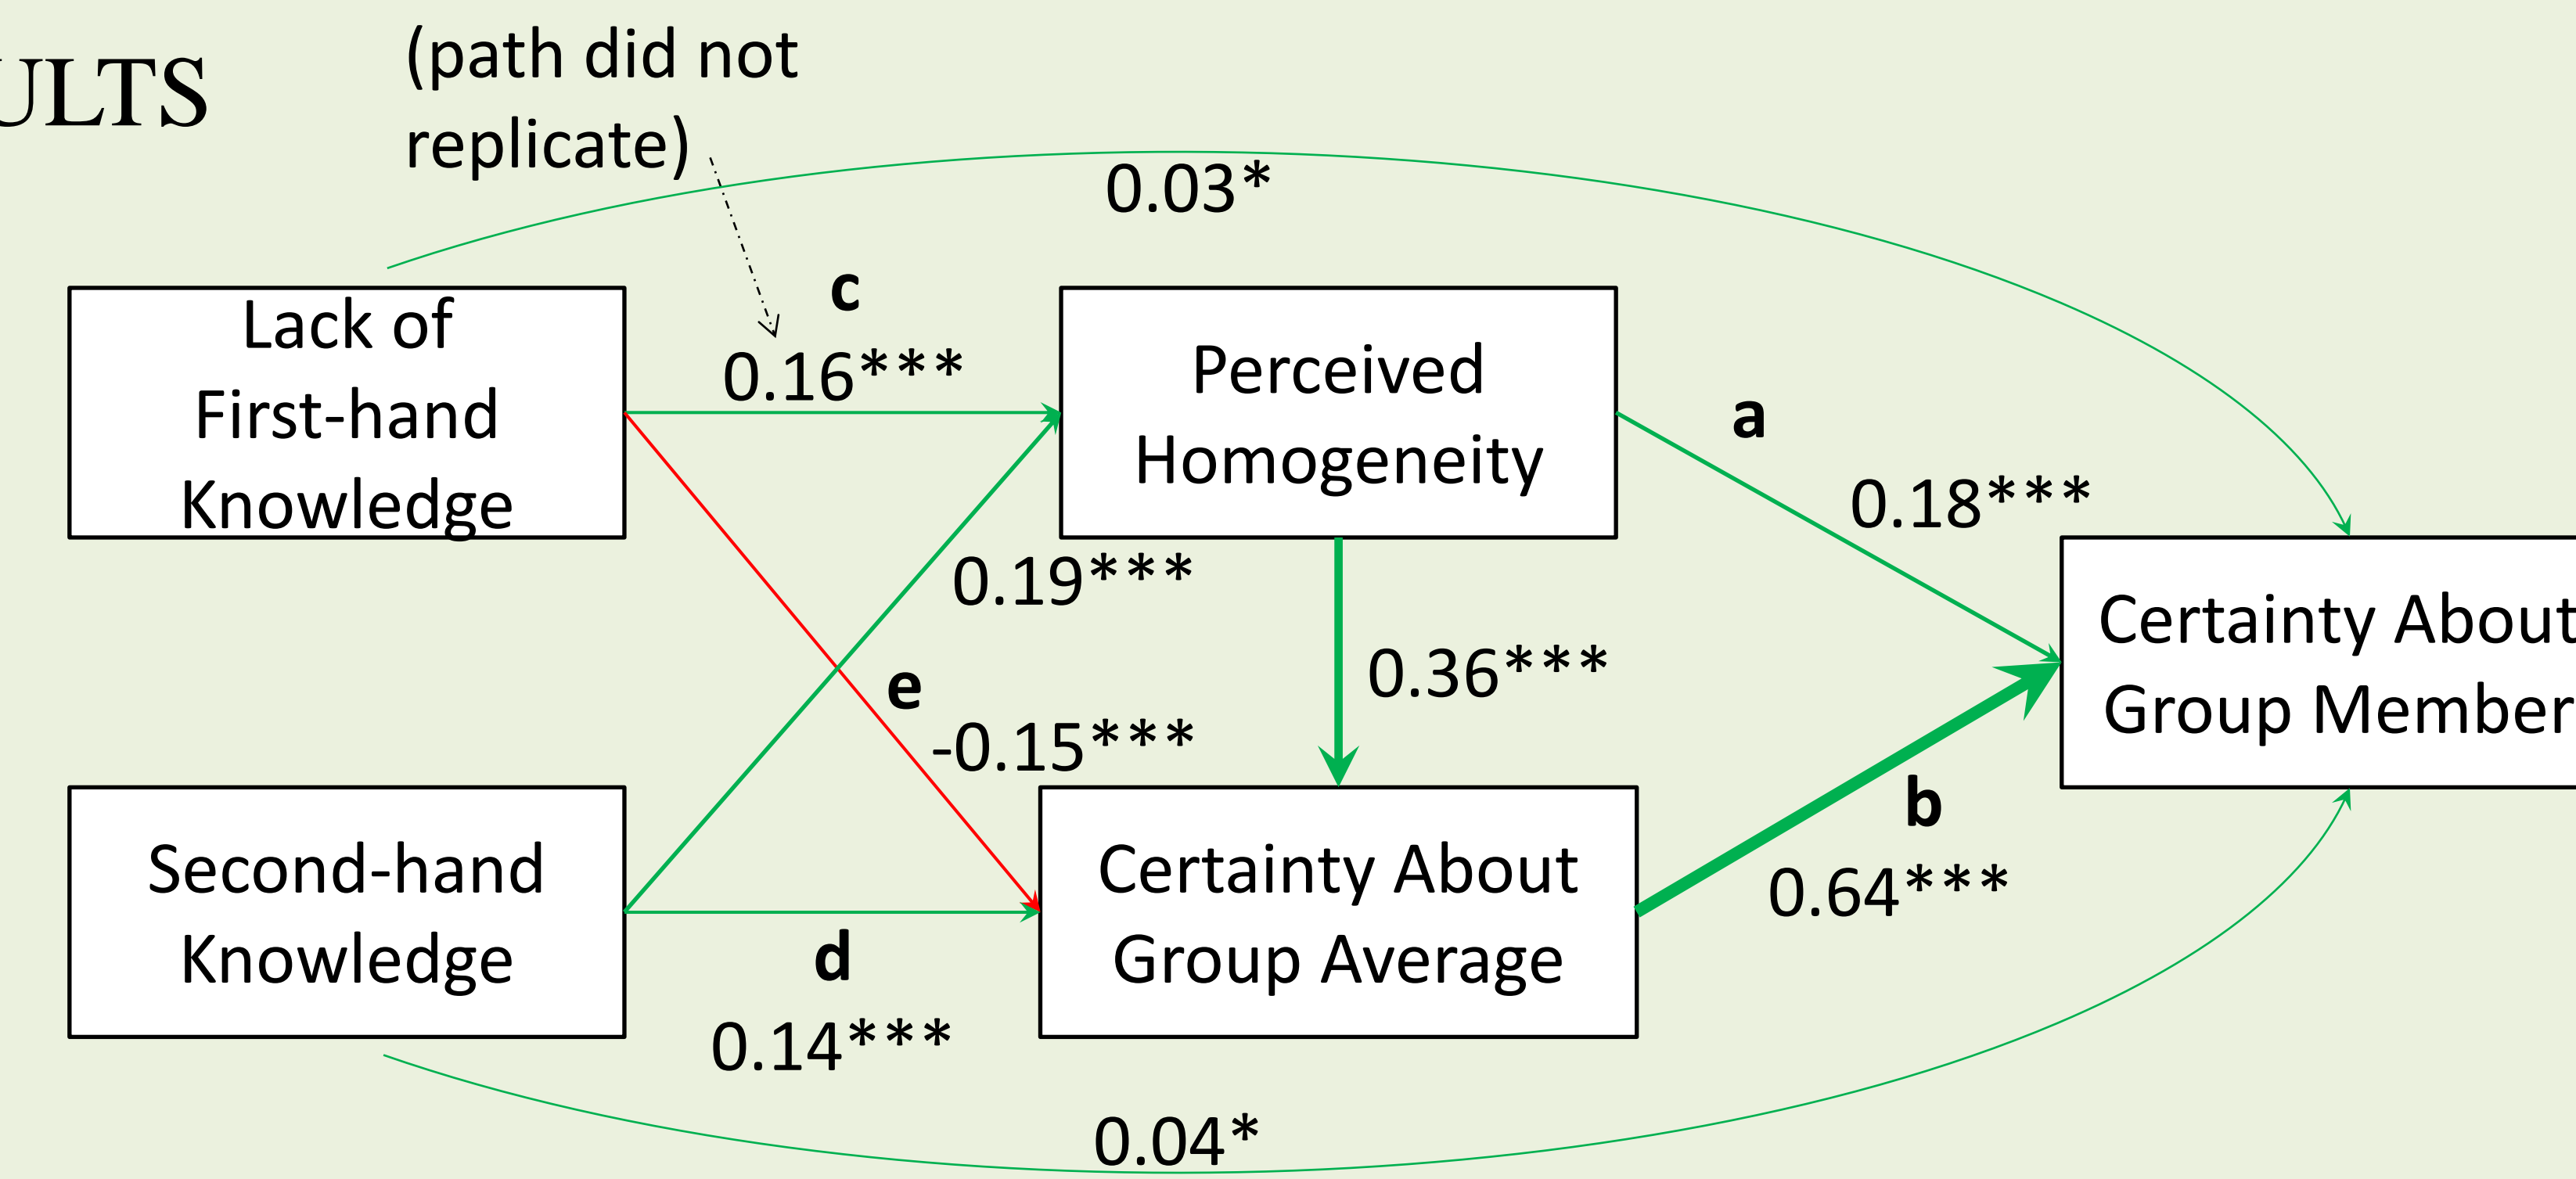 ULTS
(path did not
replicate)
0.03*
c
0.16***
Lack of
First-hand
Knowledge
Perceived
Homogeneity
a
0.18***
0.19***
0.36***
e
-0.15***
Certainty About
Group Member
Second-hand
Knowledge
Certainty About
Group Average
b
0.64***
d
0.14***
0.04*